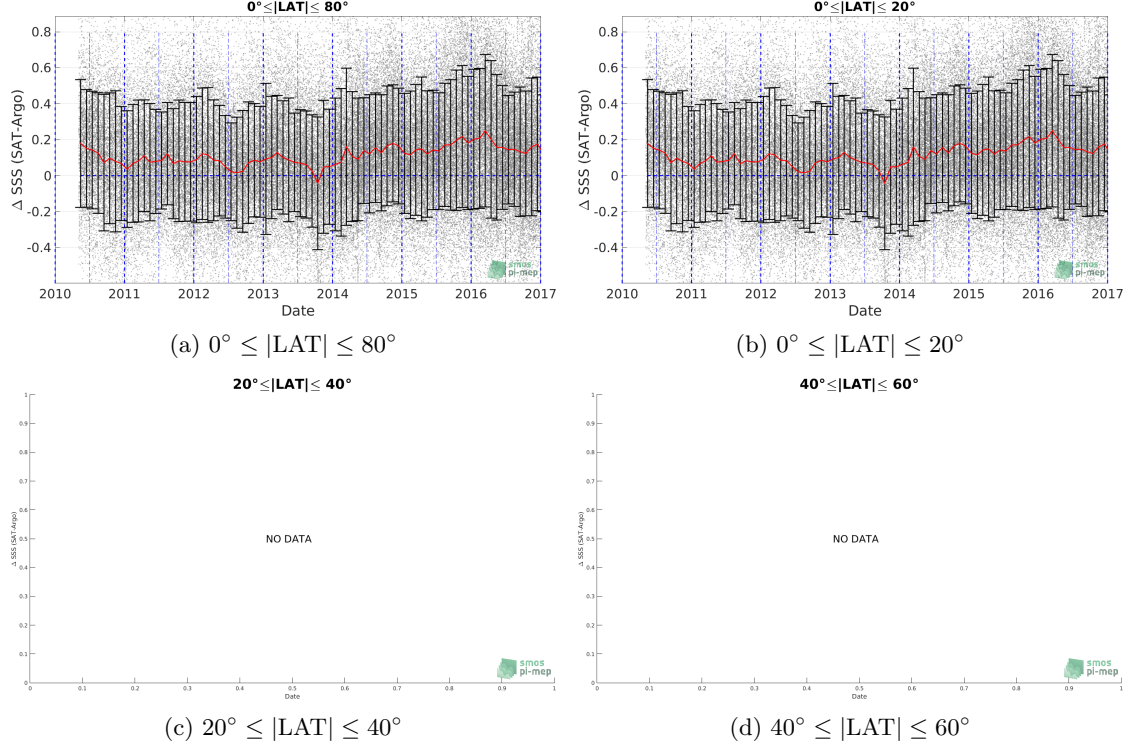 0°≤|LAT|≤ 80°
0.8
0.6
0.4
0.2
0
-0.2
-0.4
Δ SSS (SAT-Argo)
smos
pi-mep
2010 2011 2012 2013 2014 2015 2016 2017
Date
(a) 0° ≤ |LAT| ≤ 80°
0°≤|LAT|≤ 20°
0.8
0.6
0.4
0.2
0
-0.2
-0.4
Δ SSS (SAT-Argo)
smos
pi-mep
2010 2011 2012 2013 2014 2015 2016 2017
Date
(b) 0° ≤ |LAT| ≤ 20°
20°≤|LAT|≤ 40°
1
0.9
0.8
0.7
0.6
0.5
0.4
0.3
0.2
0.1
0
Δ SSS (SAT-Argo)
NO DATA
smos
pi-mep
0 0.1 0.2 0.3 0.4 0.5 0.6 0.7 0.8 0.9 1
Date
(c) 20° ≤ |LAT| ≤ 40°
40°≤|LAT|≤ 60°
1
0.9
0.8
0.7
0.6
0.5
0.4
0.3
0.2
0.1
0
Δ SSS (SAT-Argo)
NO DATA
smos
pi-mep
0 0.1 0.2 0.3 0.4 0.5 0.6 0.7 0.8 0.9 1
Date
(d) 40° ≤ |LAT| ≤ 60°